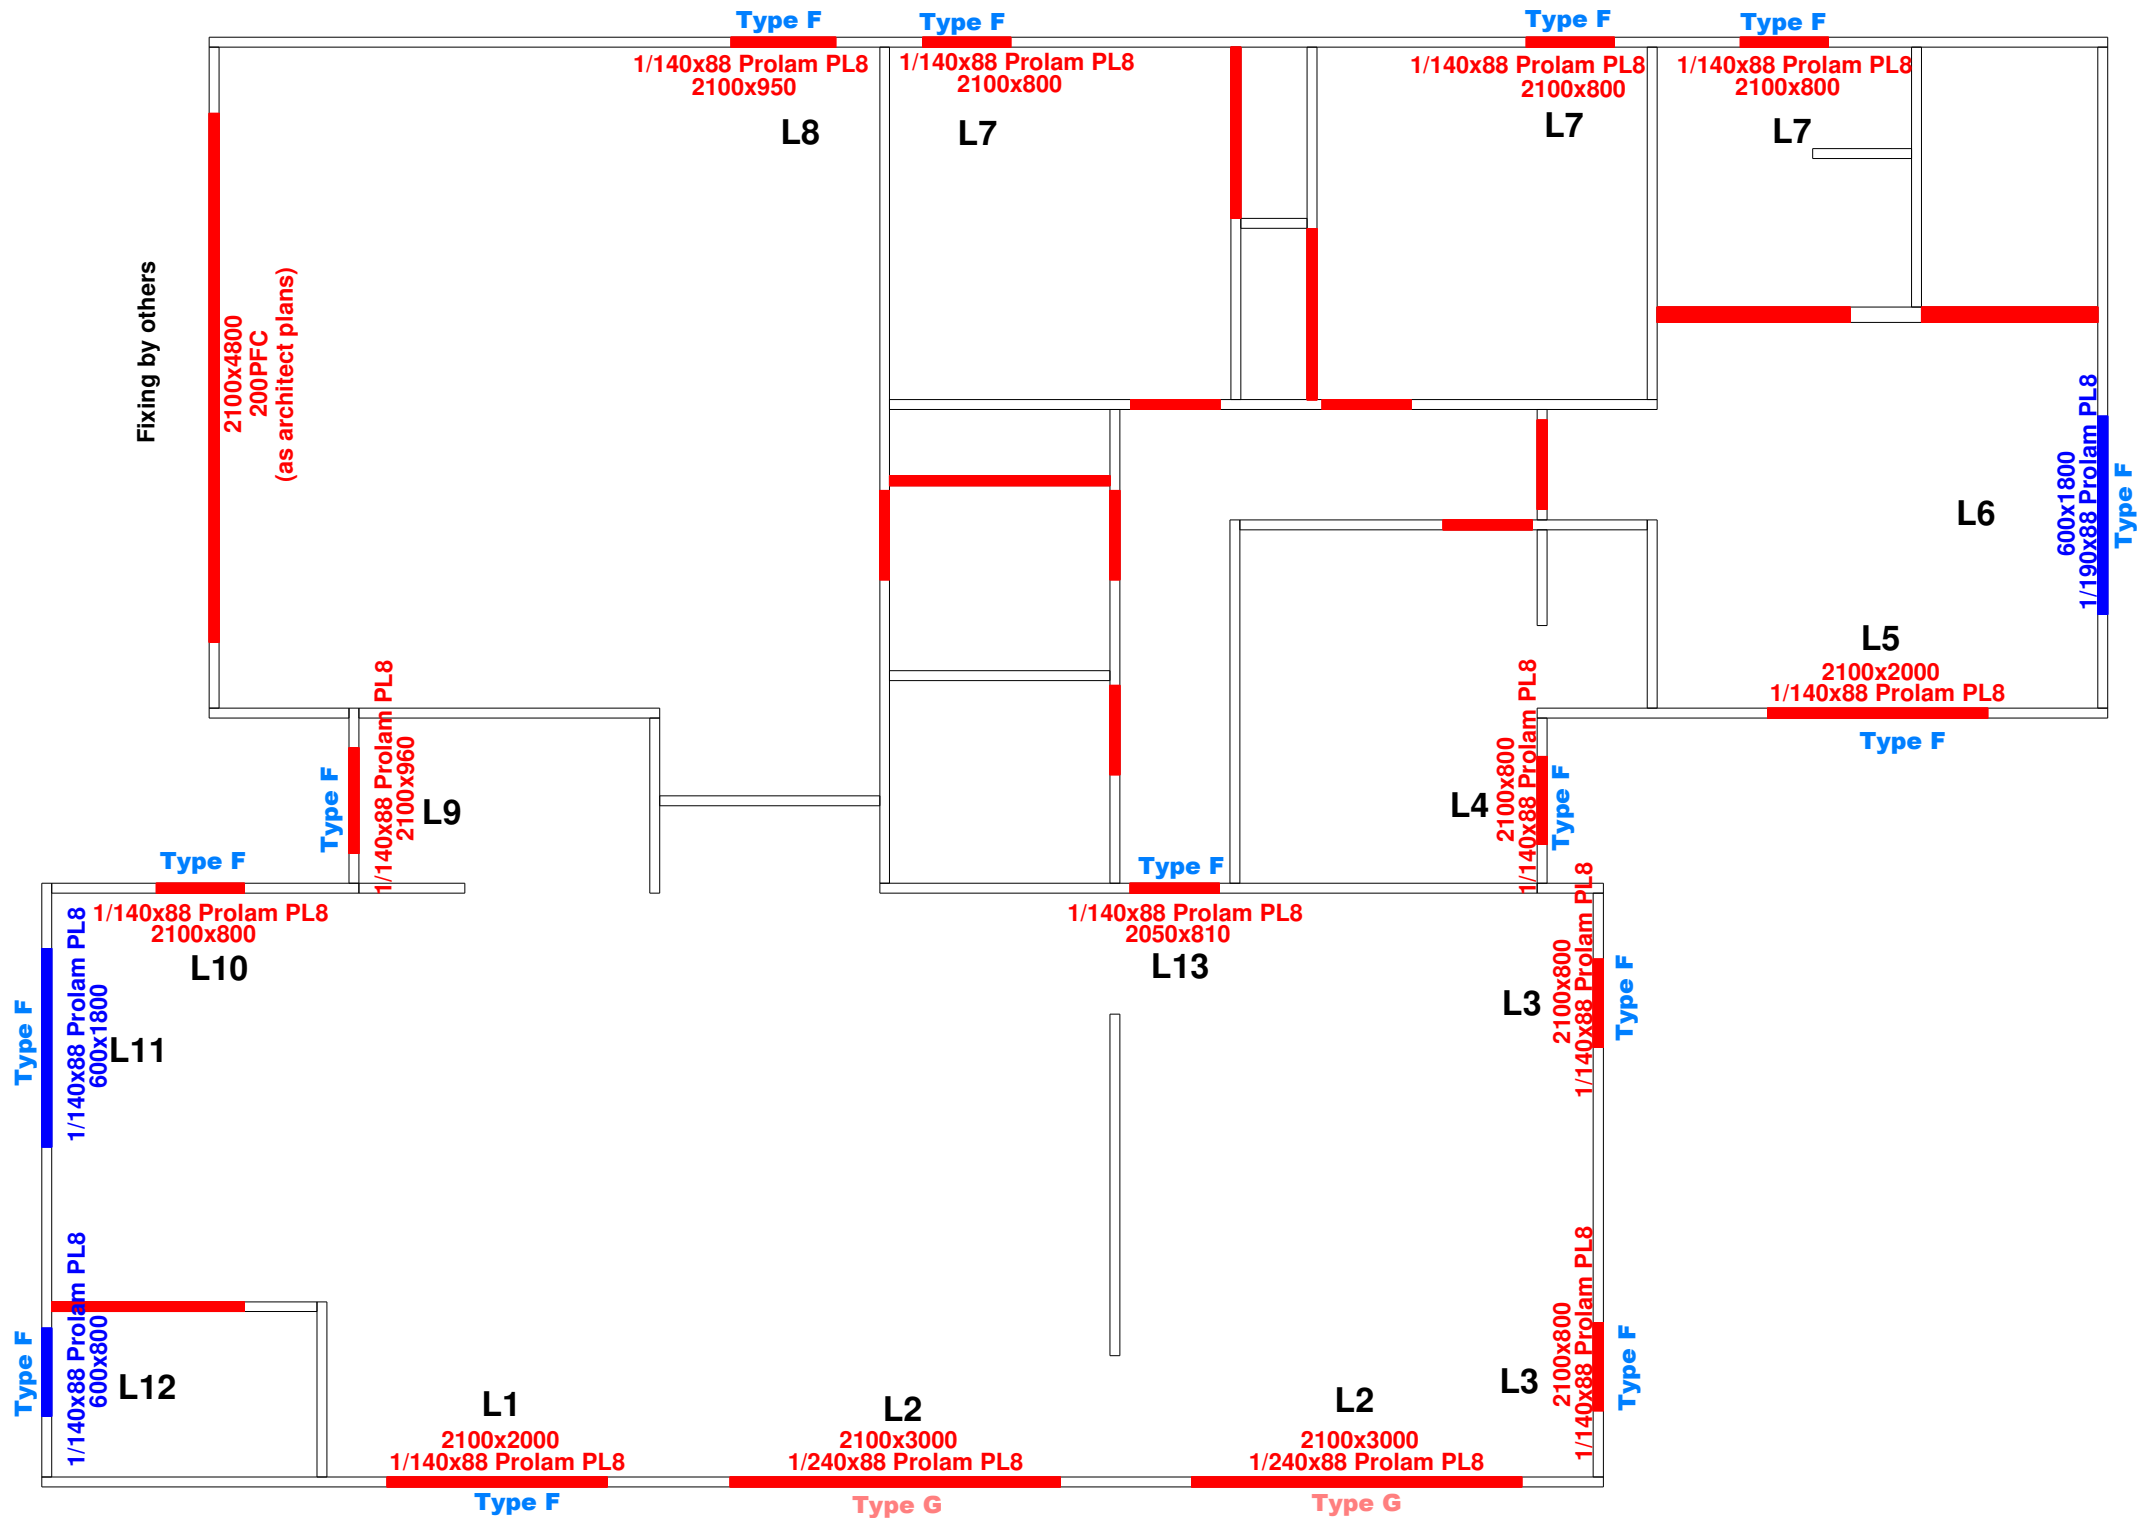 Type F
1/140x88 Prolam PL8
2100x950
L8
Type F
1/140x88 Prolam PL8
2100x800
L7
Type F
1/140x88 Prolam PL8
2100x800
L7
Type F
1/140x88 Prolam PL8
2100x800
L7
Fixing by others
2100x4800
200PFC
(as architect plans)
L6
600x1800
1/190x88 Prolam PL8
Type F
L5
2100x2000
1/140x88 Prolam PL8
Type F
Type F
1/140x88 Prolam PL8
2100x960
L9
L4
2100x800
1/140x88 Prolam PL8
Type F
Type F
1/140x88 Prolam PL8
2100x800
L10
Type F
1/140x88 Prolam PL8
2050x810
L13
L3
2100x800
1/140x88 Prolam PL8
Type F
Type F
1/140x88 Prolam PL8
600x1800
L11
Type F
1/140x88 Prolam PL8
600x800
L12
L3
2100x800
1/140x88 Prolam PL8
Type F
L1
2100x2000
1/140x88 Prolam PL8
Type F
L2
2100x3000
1/240x88 Prolam PL8
Type G
L2
2100x3000
1/240x88 Prolam PL8
Type G